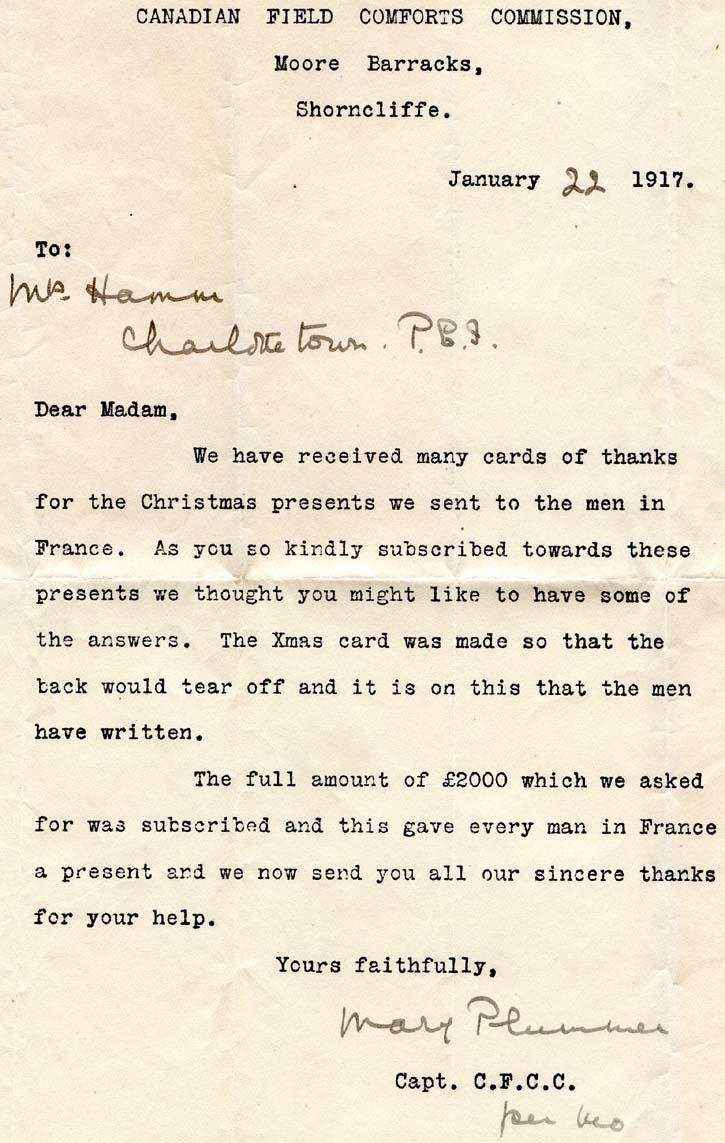 CANADIAN FIELD COMFORTS COMMISSION,
Moore Barracks,
Shorncliffe.
January 22 1917.
To:
Mrs. Hamm
Charlottetown. P.E.I.
Dear Madam,
We have received many cards of thanks
for the Christmas presents we sent to the men in
France. As you so kindly subscribed towards these
presents we thought you might like to have some of
the answers. The Xmas card was made so that the
back would tear off and it is on this that the men
have written.
The full amount of £2000 which we asked
for was subscribed and this gave every man in France
a present and we now send you all our sincere thanks
for your help.
Yours faithfully,
Mary Plummer
Capt. C.F.C.C.
per